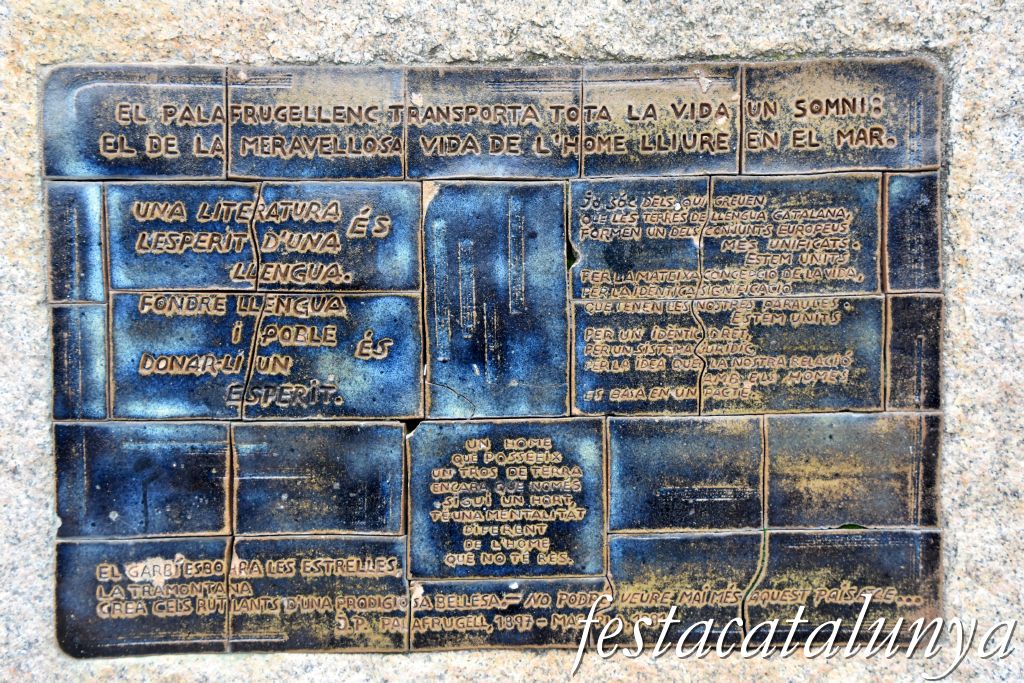 EL PALAFRUGELLENC TRANSPORTA TOTA LA VIDA UN SOMNI:
EL DE LA MERAVELLOSA VIDA DE L'HOME LLIURE EN EL MAR.
UNA LITERATURA ÉS
L'ESPERIT D'UNA
LLENGUA.
FONDRE LLENGUA
I POBLE ÉS
DONAR-LI UN
ESPERIT.
JO SÓC DELS QUE CREUEN
QUE LES TERRES DE LLENGUA CATALANA,
FORMEN UN DELS CONJUNTS EUROPEUS
MÉS UNIFICATS.
ESTEM UNITS
PER LA MATEIXA CONCEPCIÓ DE LA VIDA,
PER LA IDÈNTICA SIGNIFICACIÓ
QUE TENEN LES NOSTRES PARAULES.
ESTEM UNITS
PER UN IDÈNTIC DRET,
PER UN SISTEMA JURÍDIC
PER LA IDEA QUE LA NOSTRA RELACIÓ
AMB ELS HOMES
ES BASA EN UN PACTE.
UN HOME
QUE POSSEEIX
UN TROS DE TERRA
ENCARA QUE NOMÉS
SIGUI UN HORT,
TÉ UNA MENTALITAT
DIFERENT
DE L'HOME
QUE NO TÉ RES.
EL GARBÍ ESBORRA LES ESTRELLES.
LA TRAMONTANA
CREA CELS RUTILANTS D'UNA PRODIGIOSA BELLESA. – NO PODRÉ VEURE MAI MÉS AQUEST PAISATGE...
J.P. PALAFRUGELL, 1897 –
festacatalunya